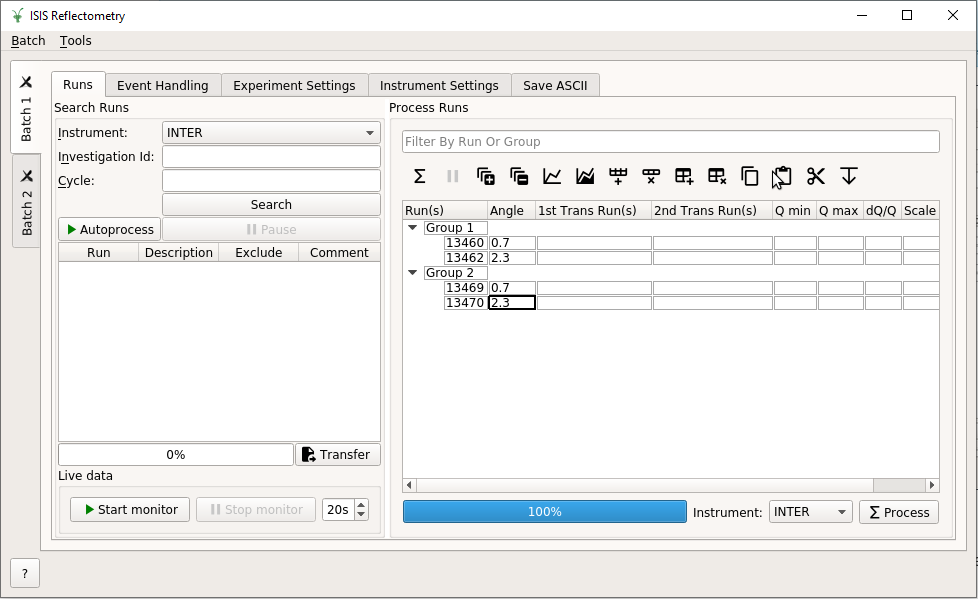 ISIS Reflectometry
Batch Tools
Batch 1
Batch 2
Runs Event Handling Experiment Settings Instrument Settings Save ASCII
Search Runs
Instrument: INTER
Investigation Id:
Cycle:
Search
Autoprocess Pause
Run Description Exclude Comment
0% Transfer
Live data
Start monitor Stop monitor 20s
Process Runs
Filter By Run Or Group
Σ
Run(s) Angle 1st Trans Run(s) 2nd Trans Run(s) Q min Q max dQ/Q Scale
Group 1
13460 0.7
13462 2.3
Group 2
13469 0.7
13470 2.3
100% Instrument: INTER Σ Process
?